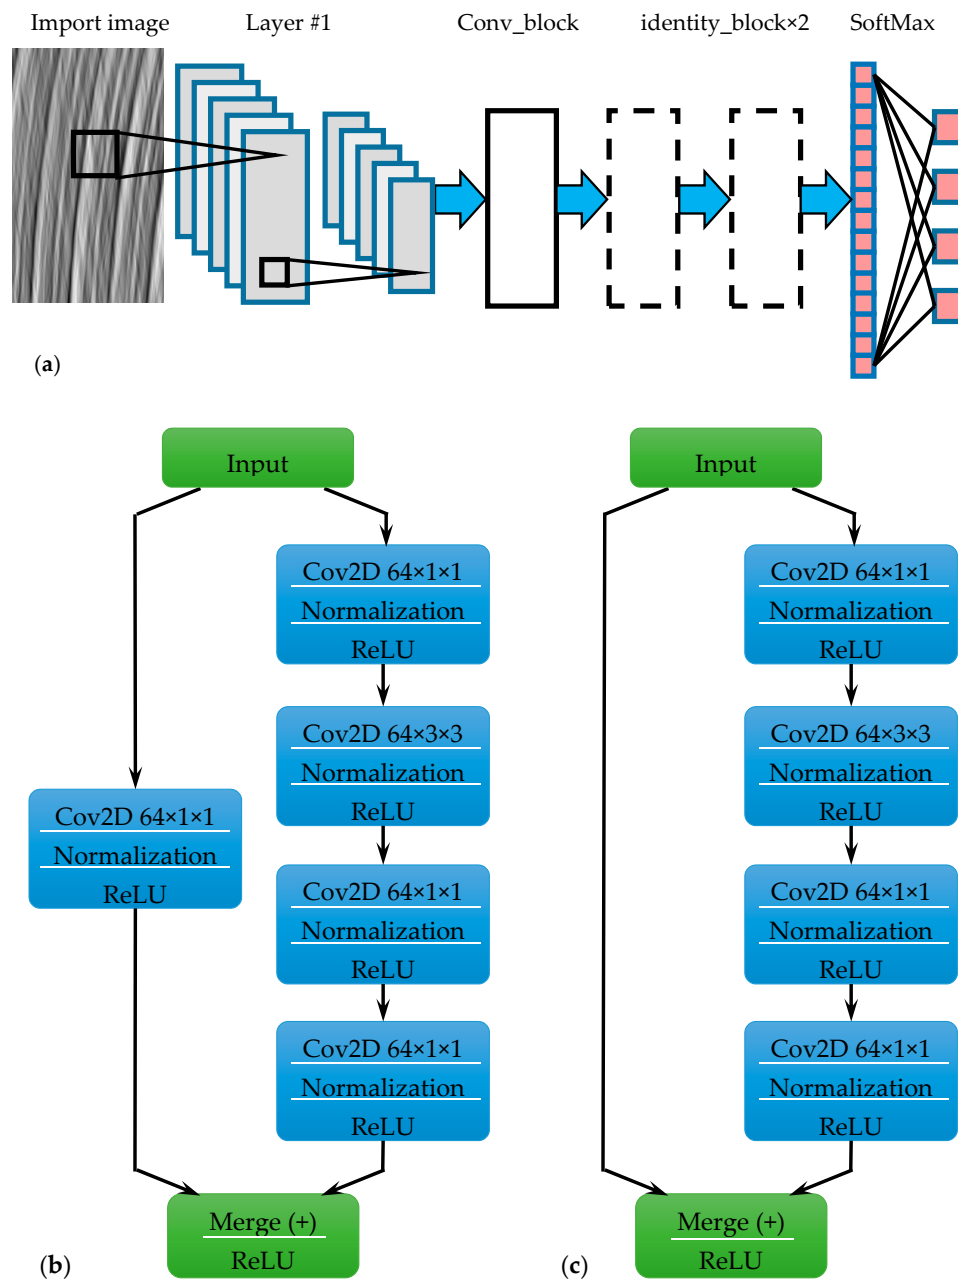 Import image
Layer #1
Conv_block
identity_block×2
SoftMax
(a)
Input
Cov2D 64×1×1
Normalization
ReLU
Cov2D 64×3×3
Normalization
ReLU
Cov2D 64×1×1
Normalization
ReLU
Cov2D 64×1×1
Normalization
ReLU
Cov2D 64×1×1
Normalization
ReLU
Merge (+)
ReLU
(b)
Input
Cov2D 64×1×1
Normalization
ReLU
Cov2D 64×3×3
Normalization
ReLU
Cov2D 64×1×1
Normalization
ReLU
Cov2D 64×1×1
Normalization
ReLU
Merge (+)
ReLU
(c)